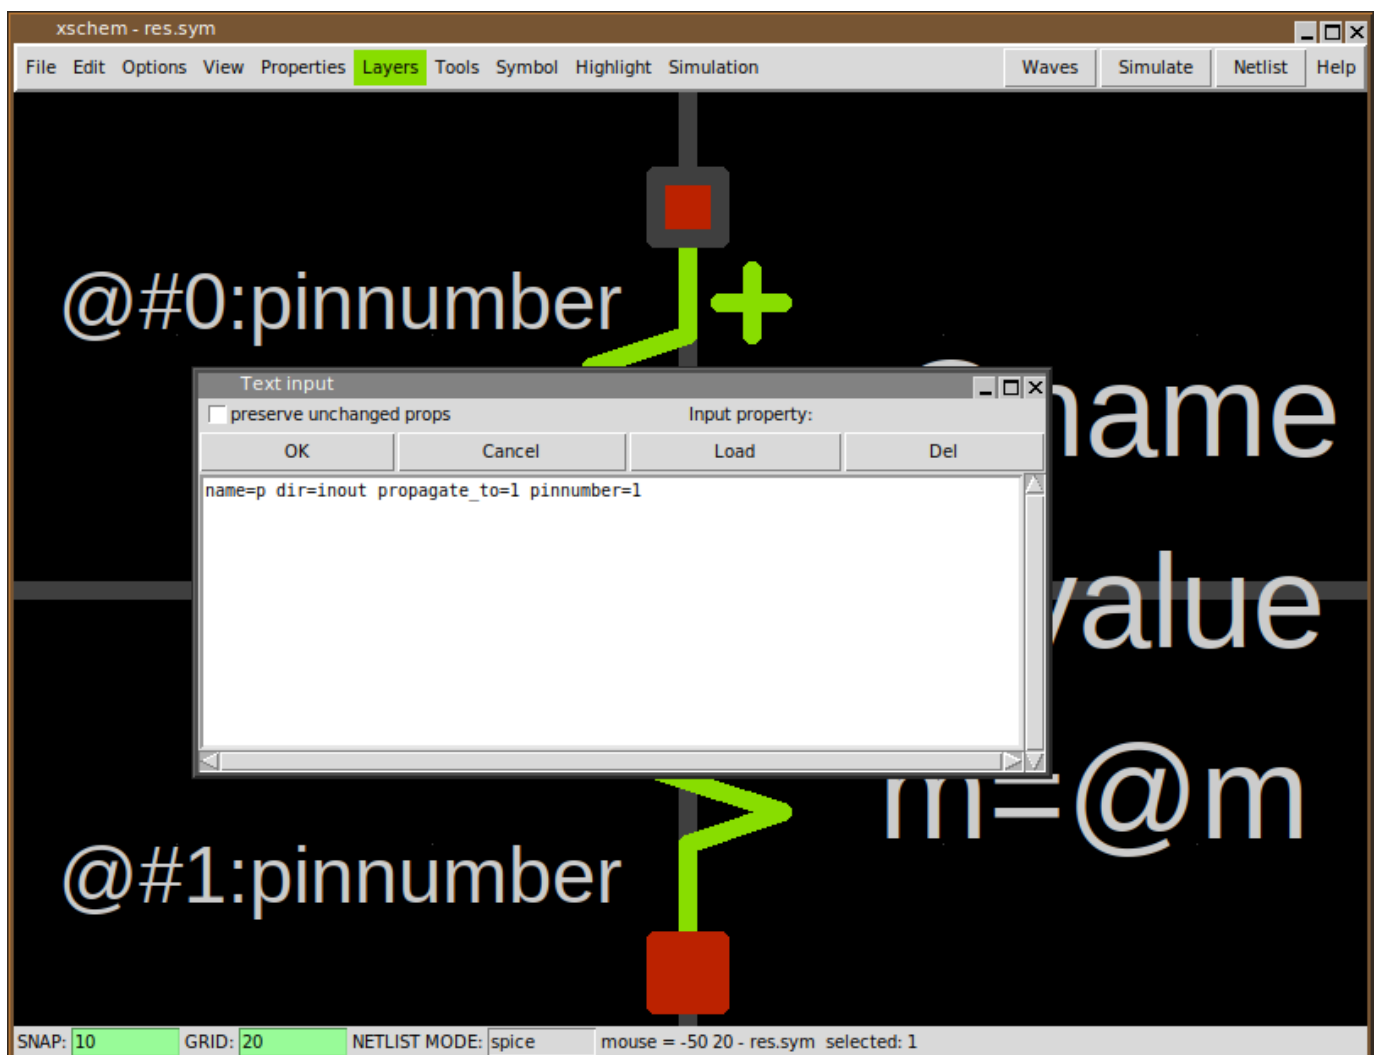 xschem - res.sym
File Edit Options View Properties Layers Tools Symbol Highlight Simulation Waves Simulate Netlist Help
@#0:pinnumber
name
Text input
preserve unchanged props Input property:
OK Cancel Load Del
name=p dir=inout propagate_to=1 pinnumber=1
value
m=@m
@#1:pinnumber
SNAP: 10 GRID: 20 NETLIST MODE: spice mouse = -50 20 - res.sym selected: 1